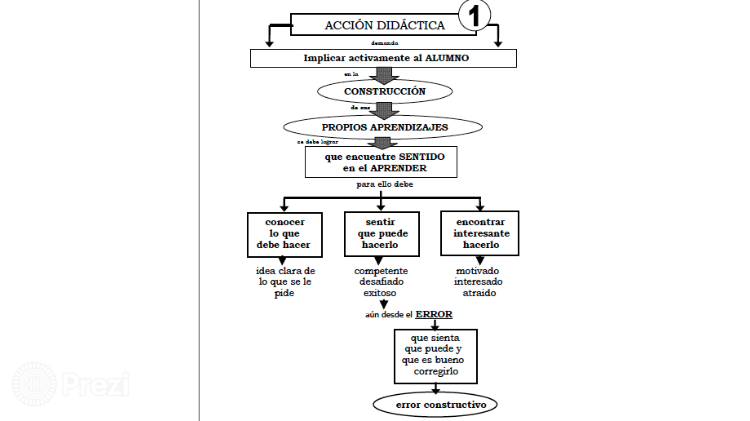 ACCIÓN DIDÁCTICA
1
demanda
Implicar activamente al ALUMNO
en la
CONSTRUCCIÓN
de sus
PROPIOS APRENDIZAJES
se debe lograr
que encuentre SENTIDO
en el APRENDER
para ello debe
conocer
lo que
debe hacer
sentir
que puede
hacerlo
encontrar
interesante
hacerlo
idea clara de
lo que se le
pide
competente
desafiado
exitoso
motivado
interesado
atraido
aún desde el ERROR
que sienta
que puede y
que es bueno
corregirlo
error constructivo
Prezi